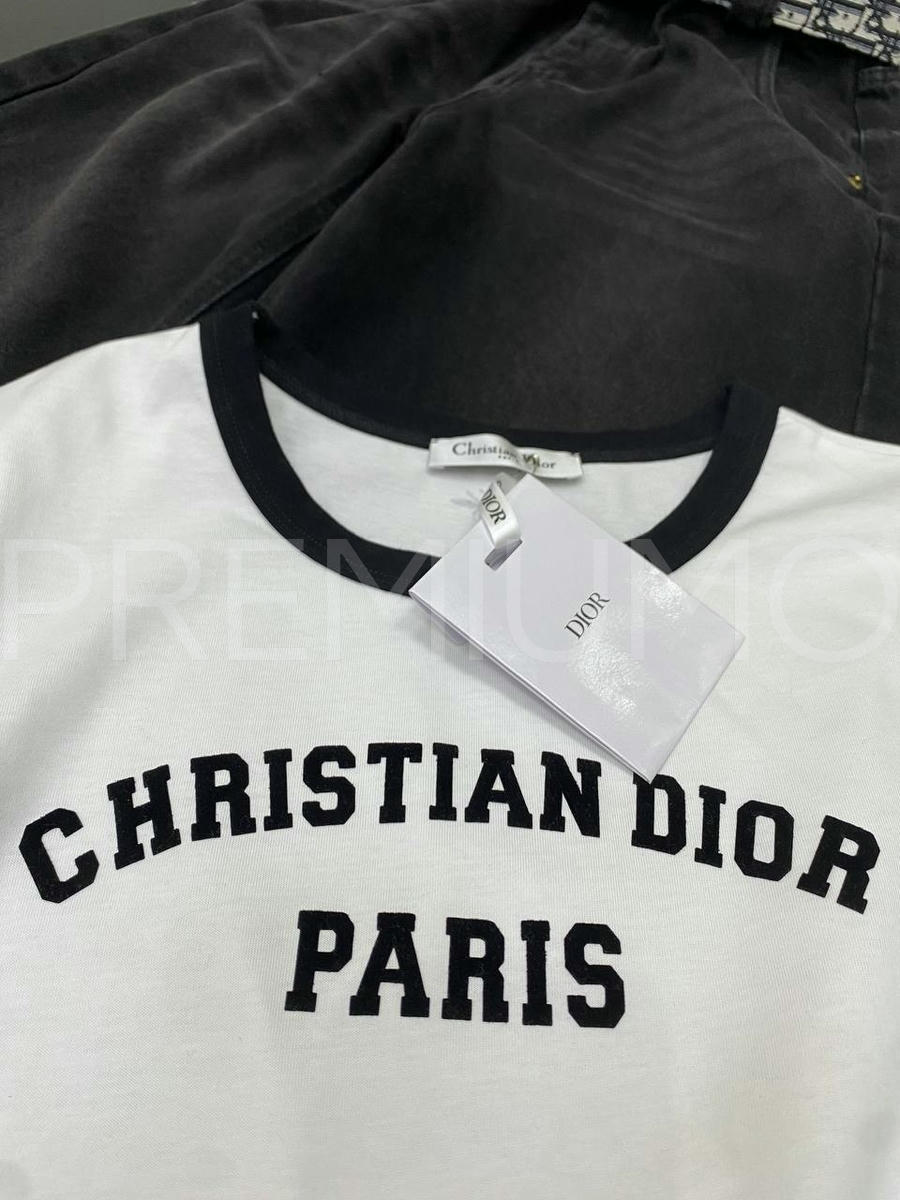 Christian Dior
DIOR
DIOR
PREMIUMO
CHRISTIAN DIOR
PARIS